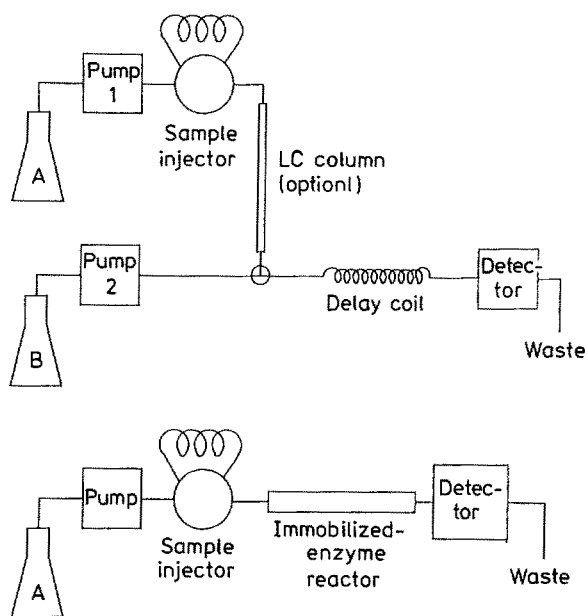 Pump
1
Sample
injector
A
LC column
(optionl)
Pump
2
B
Delay coil
Detec-
tor
Waste
Pump
Sample
injector
A
Immobilized-
enzyme
reactor
Detec-
tor
Waste